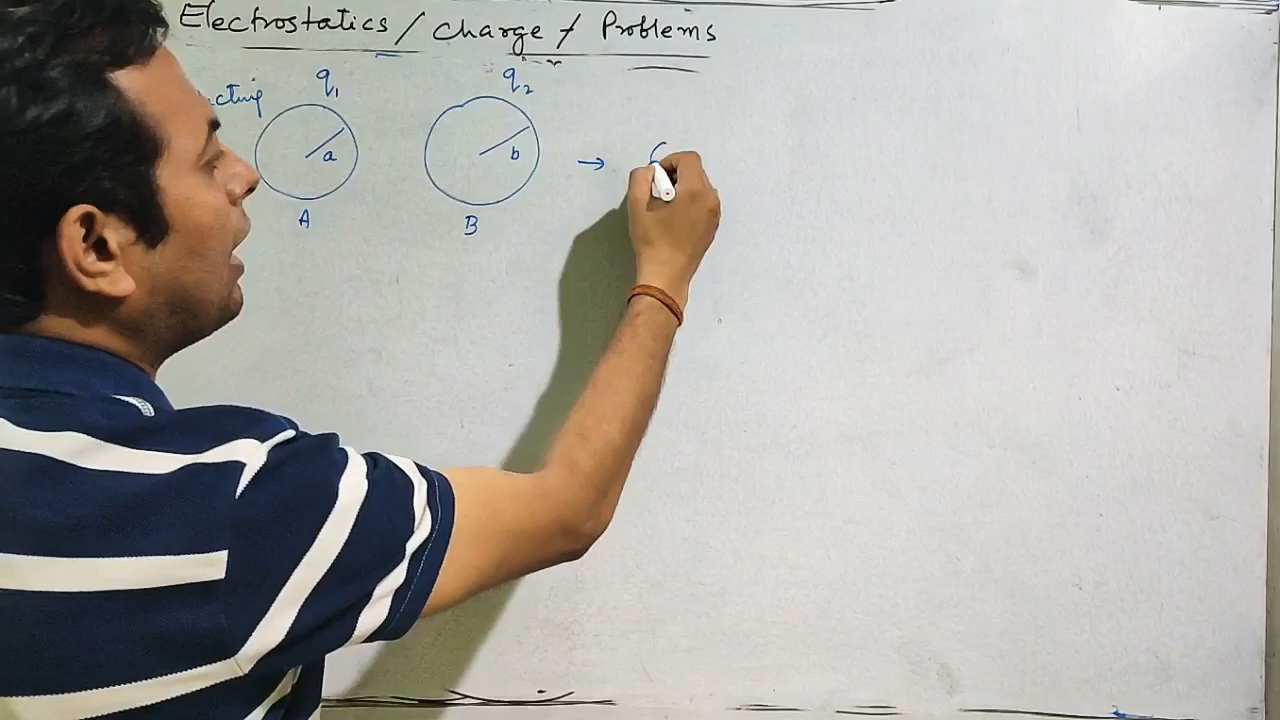 Electrostatics / Charge / Problems
q1 q2
a b →
A B